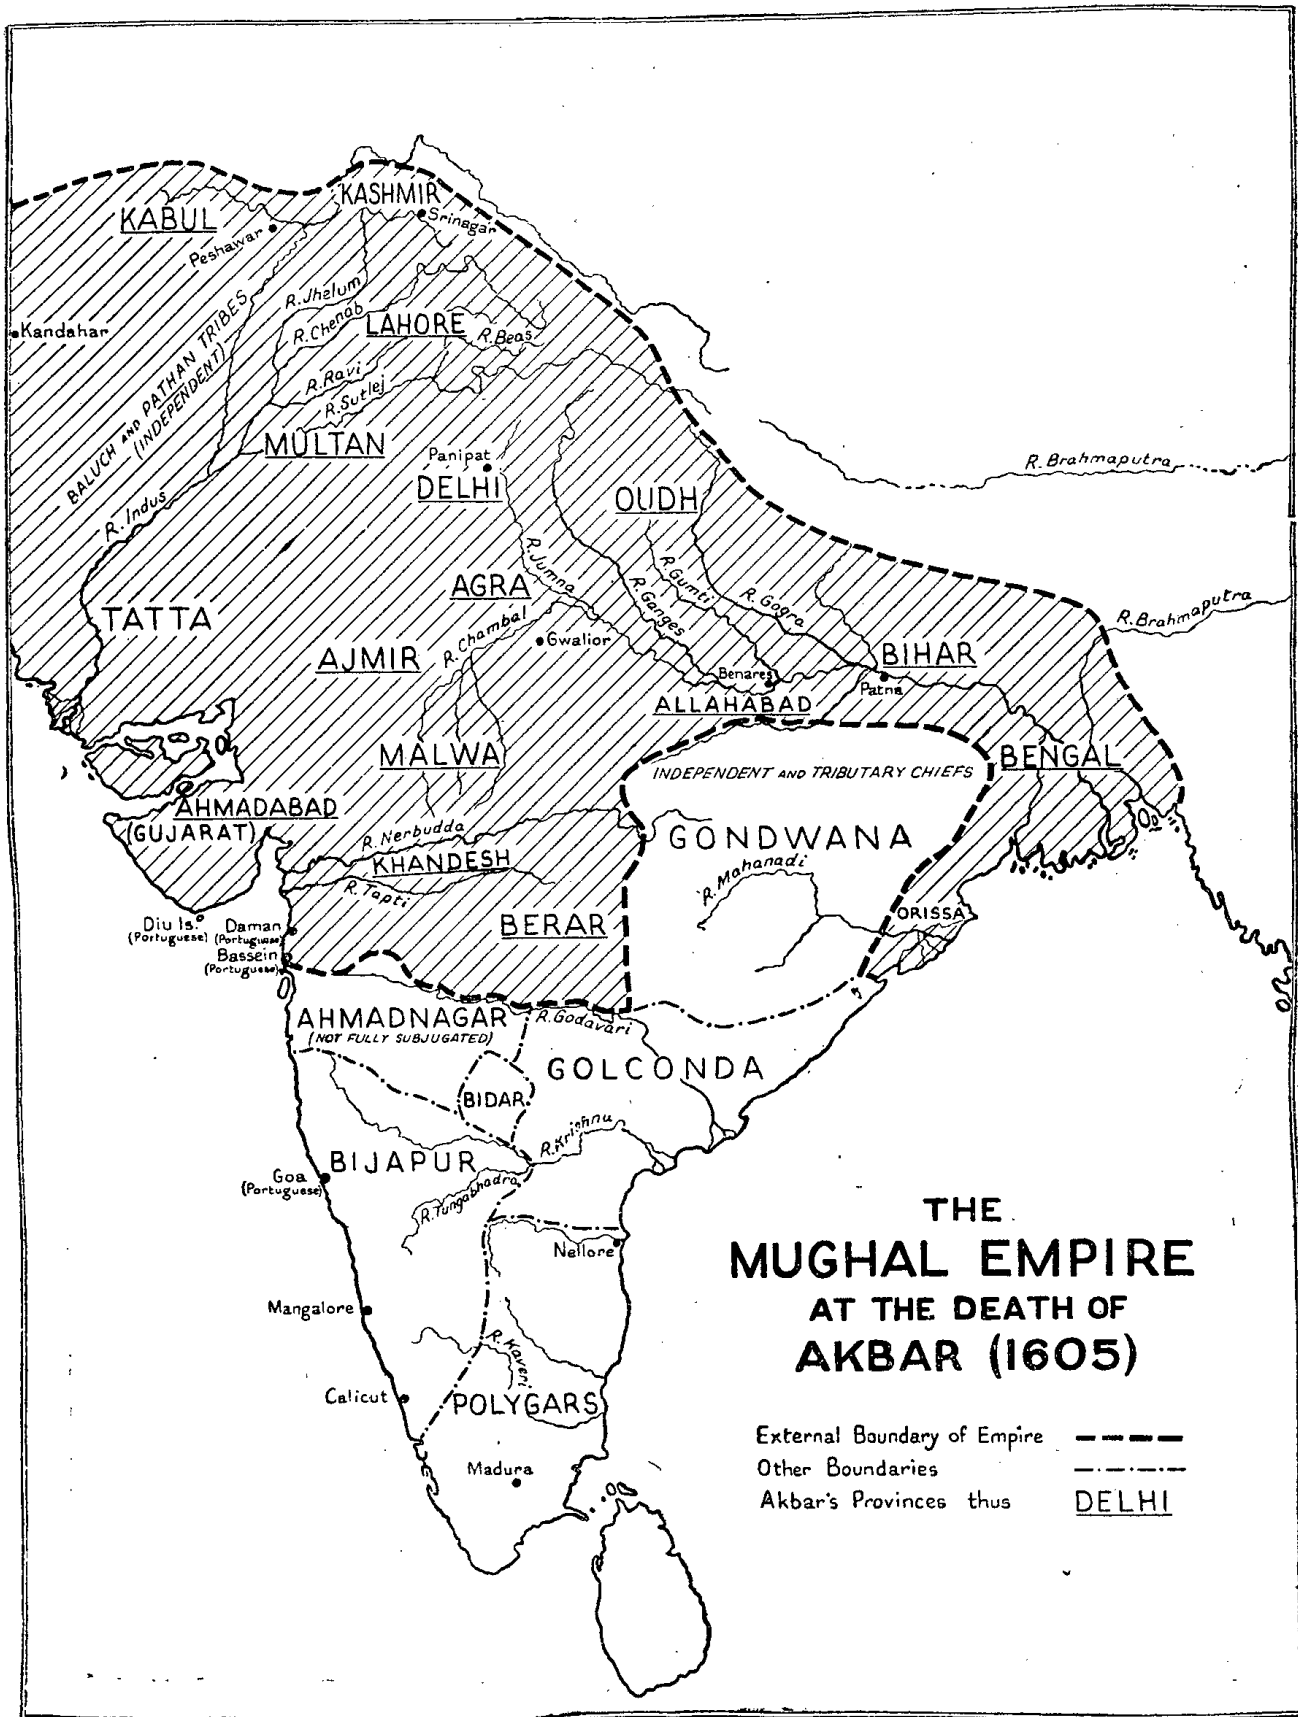 KASHMIR
KABUL
Srinagar
Peshawar
R. Jhelum
R. Chenab
LAHORE
R. Beas
Kandahar
BALUCH AND PATHAN TRIBES
(INDEPENDENT)
R. Ravi
R. Sutlej
MULTAN
Panipat
DELHI
R. Brahmaputra
OUDH
R. Indus
R. Jumna
R. Gumti
R. Ganges
R. Gogra
AGRA
R. Brahmaputra
TATTA
R. Chambal
Gwalior
AJMIR
BIHAR
Benares
Patna
ALLAHABAD
MALWA
BENGAL
INDEPENDENT AND TRIBUTARY CHIEFS
AHMADABAD
(GUJARAT)
R. Nerbudda
GONDWANA
KHANDESH
R. Tapti
R. Mahanadi
ORISSA
BERAR
Diu Is.
(Portuguese)
Daman
(Portuguese)
Bassein
(Portuguese)
AHMADNAGAR
(NOT FULLY SUBJUGATED)
R. Godavari
GOLCONDA
BIDAR
R. Krishnu
BIJAPUR
Goa
(Portuguese)
R. Tungabhadra
Nellore
Mangalore
R. Kaveri
Calicut
POLYGARS
Madura
THE
MUGHAL EMPIRE
AT THE DEATH OF
AKBAR (1605)
External Boundary of Empire
Other Boundaries
Akbar's Provinces thus DELHI